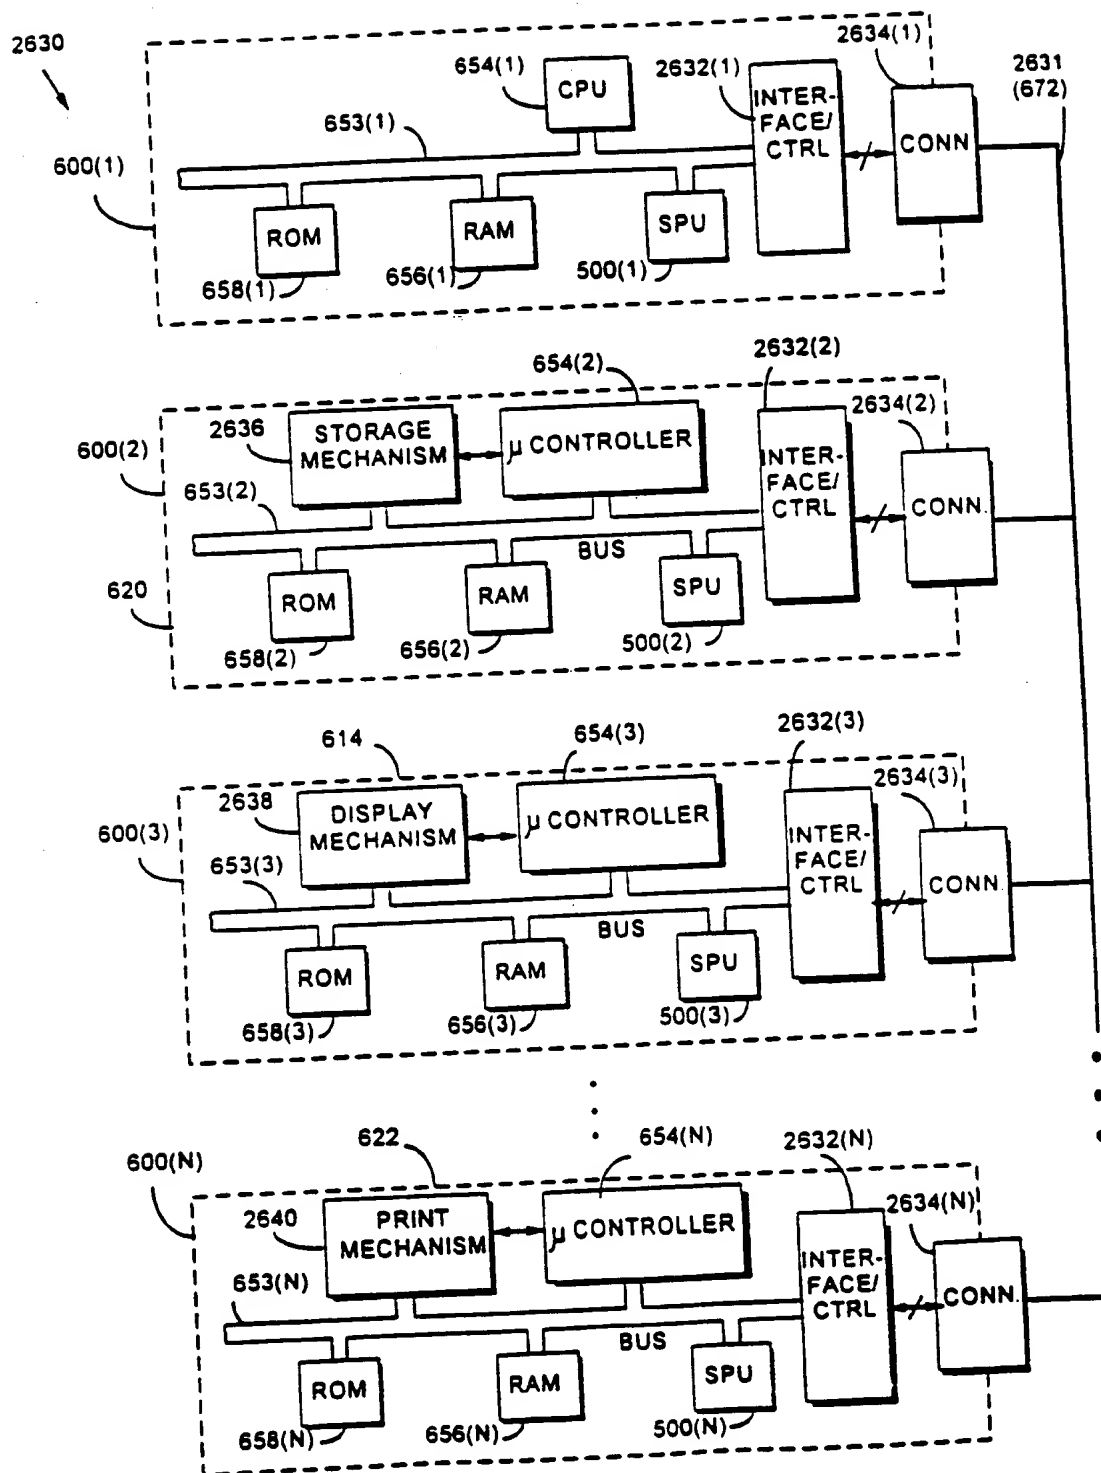 2630
2634(1)
654(1)
2632(1)
2631
(672)
CPU
INTER-
FACE/
CTRL
653(1)
CONN
600(1)
ROM
RAM
SPU
658(1)
656(1)
500(1)
654(2)
2632(2)
2634(2)
2636
STORAGE
MECHANISM
μ CONTROLLER
600(2)
INTER-
FACE/
CTRL
653(2)
CONN.
BUS
620
ROM
RAM
SPU
658(2)
656(2)
500(2)
614
654(3)
2632(3)
2634(3)
2638
DISPLAY
MECHANISM
μ CONTROLLER
600(3)
INTER-
FACE/
CTRL
653(3)
CONN.
BUS
ROM
RAM
SPU
658(3)
656(3)
500(3)
622
654(N)
2632(N)
600(N)
2634(N)
2640
PRINT
MECHANISM
μ CONTROLLER
INTER-
FACE/
CTRL
653(N)
CONN.
BUS
ROM
RAM
SPU
658(N)
656(N)
500(N)